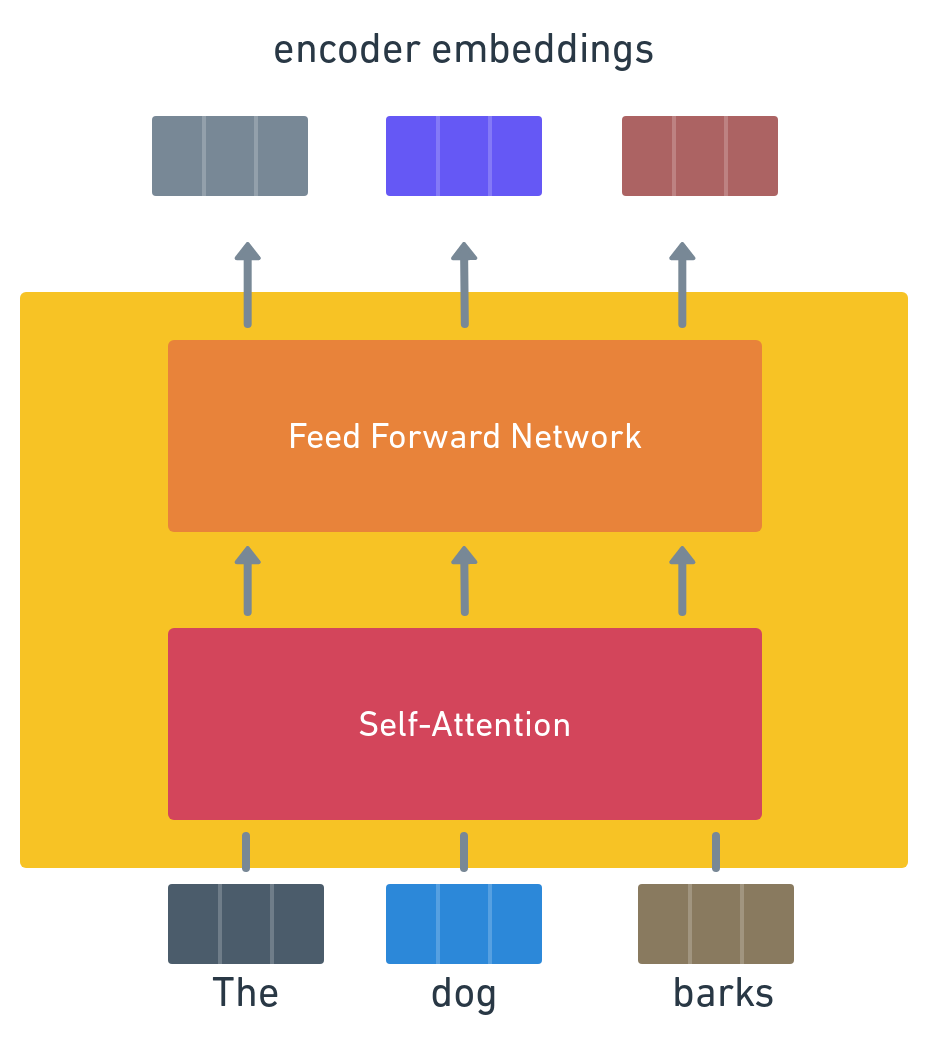 encoder embeddings
Feed Forward Network
Self-Attention
The dog barks